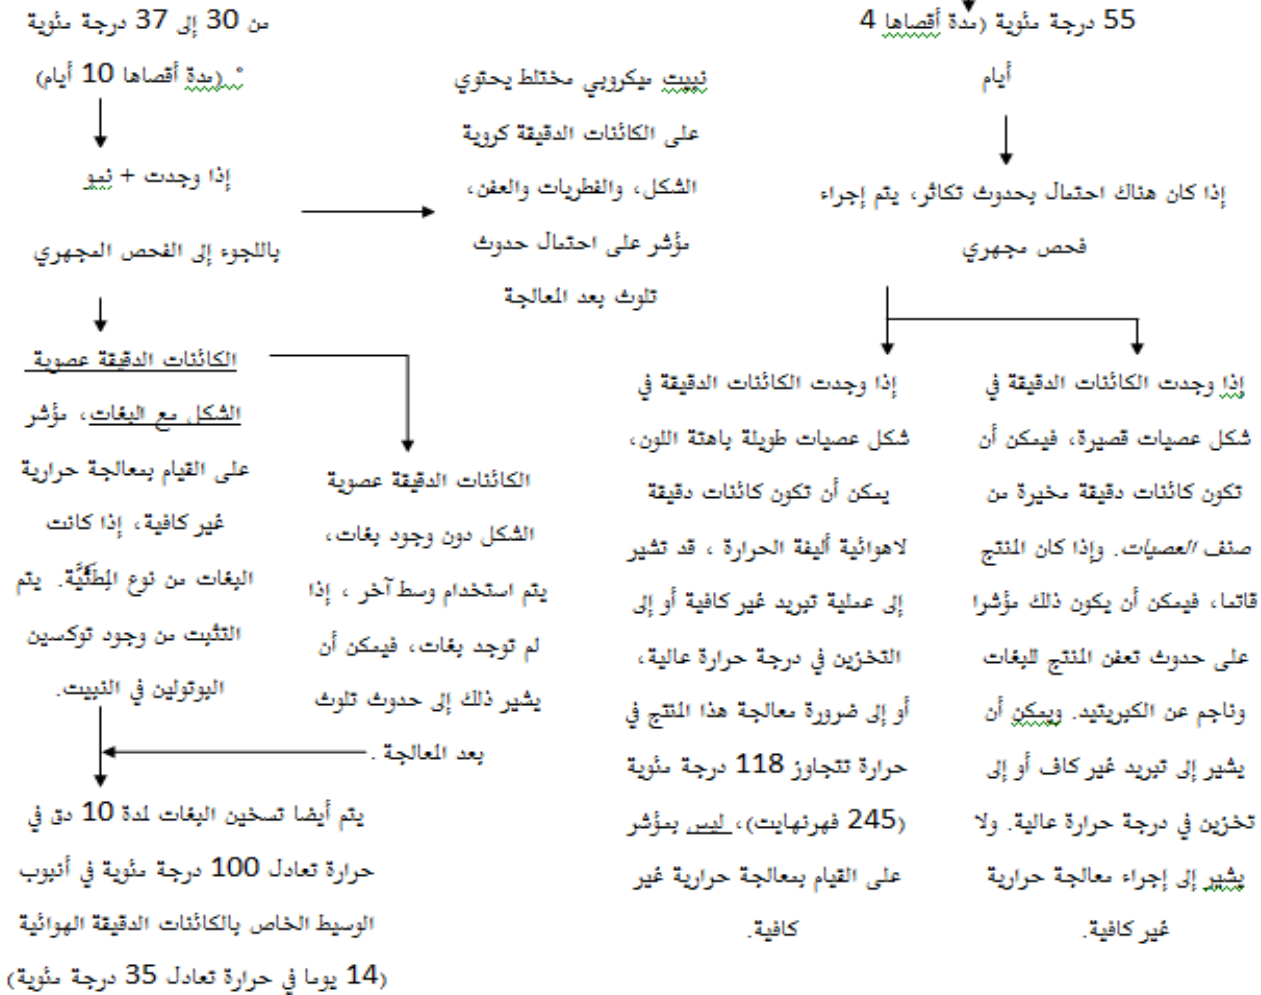 55 درجة مئوية (مدة أقصاها 4
أيام
إذا كان هناك احتمال بحدوث تكاثر، يتم إجراء
فحص مجهري
إذا وجدت الكائنات الدقيقة في
شكل عصيات قصيرة، فيمكن أن
تكون كائنات دقيقة مخيرة من
صنف العصيات. وإذا كان المنتج
قاتما، فيمكن أن يكون ذلك مؤشرا
على حدوث تعفن المنتج للبغات
وناجم عن الكبريتيد. ويمكن أن
يشير إلى تبريد غير كاف أو إلى
تخزين في درجة حرارة عالية. ولا
يشير إلى إجراء معالجة حرارية
غير كافية.
إذا وجدت الكائنات الدقيقة في
شكل عصيات طويلة باهتة اللون،
يمكن أن تكون كائنات دقيقة
لاهوائية أليفة الحرارة ، قد تشير
إلى عملية تبريد غير كافية أو إلى
التخزين في درجة حرارة عالية،
أو إلى ضرورة معالجة هذا المنتج في
حرارة تتجاوز 118 درجة مئوية
(245 فهرنهايت)، ليس بمؤشر
على القيام بمعالجة حرارية غير
كافية.
نبيت ميكروبي مختلط يحتوي
على الكائنات الدقيقة كروية
الشكل، والفطريات والعفن،
مؤشر على احتمال حدوث
تلوث بعد المعالجة
من 30 إلى 37 درجة مئوية
° (مدة أقصاها 10 أيام)
إذا وجدت + نمو
باللجوء إلى الفحص المجهري
الكائنات الدقيقة عصوية
الشكل مع البغات، مؤشر
على القيام بمعالجة حرارية
غير كافية، إذا كانت
البغات من نوع المِطَثِّيَّة. يتم
التثبت من وجود توكسين
البوتولين في النبيت.
الكائنات الدقيقة عصوية
الشكل دون وجود بغات،
يتم استخدام وسط آخر ، إذا
لم توجد بغات، فيمكن أن
يشير ذلك إلى حدوث تلوث
بعد المعالجة .
يتم أيضا تسخين البغات لمدة 10 دق في
حرارة تعادل 100 درجة مئوية في أنبوب
الوسيط الخاص بالكائنات الدقيقة الهوائية
(14 يوما في حرارة تعادل 35 درجة مئوية)